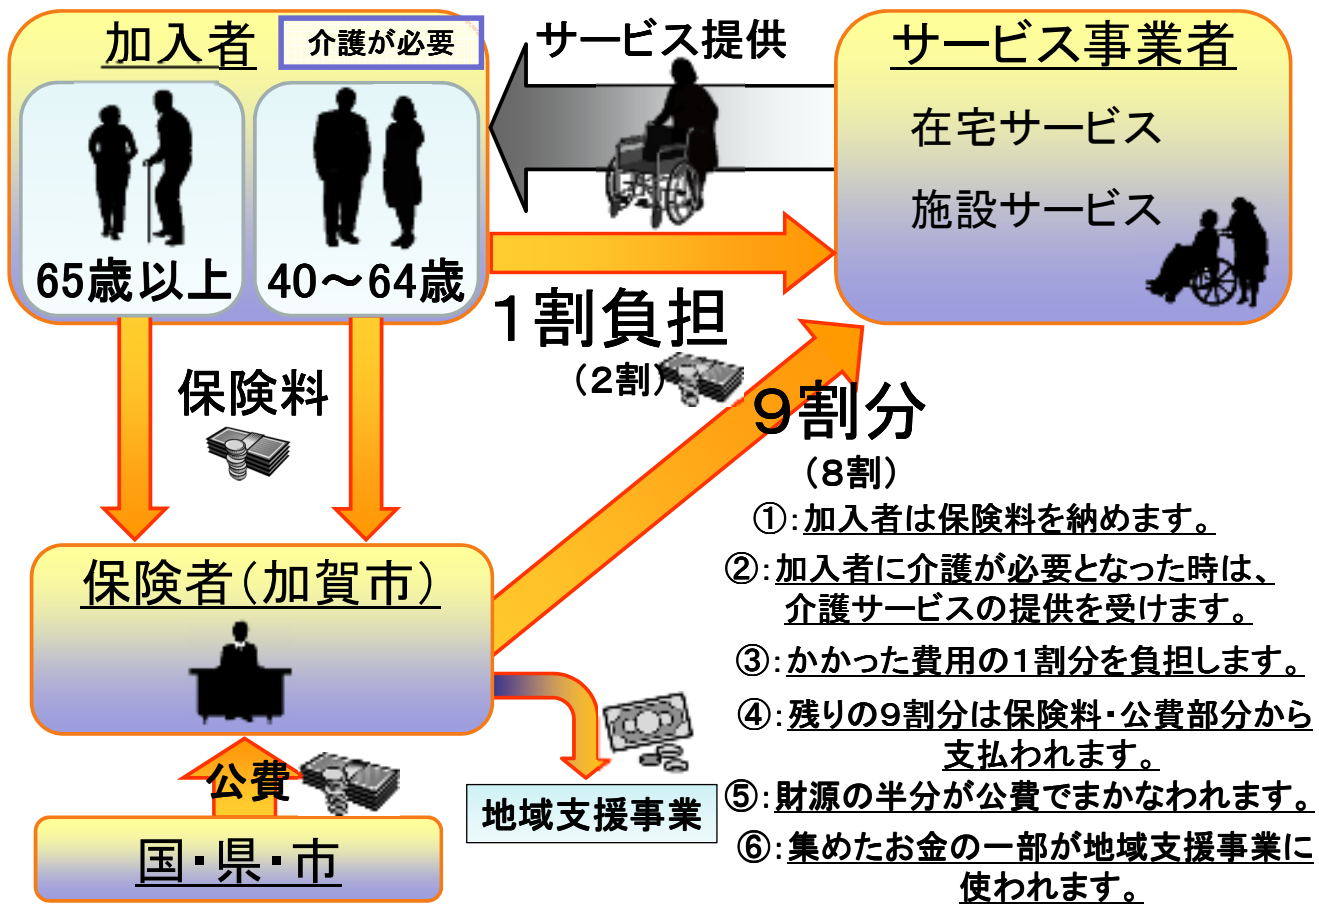 加入者
介護が必要
サービス提供
サービス事業者
在宅サービス
施設サービス
65歳以上
40～64歳
1割負担
（2割）
保険料
9割分
（8割）
保険者（加賀市）
公費
国・県・市
地域支援事業
①：加入者は保険料を納めます。
②：加入者に介護が必要となった時は、
介護サービスの提供を受けます。
③：かかった費用の１割分を負担します。
④：残りの9割分は保険料・公費部分から
支払われます。
⑤：財源の半分が公費でまかなわれます。
⑥：集めたお金の一部が地域支援事業に
使われます。